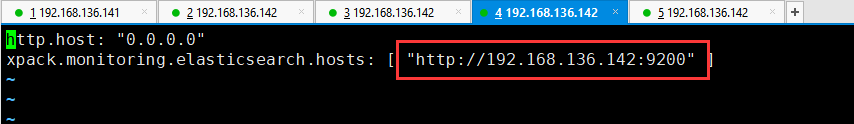 1 192.168.136.141 × 2 192.168.136.142 × 3 192.168.136.142 × 4 192.168.136.142 × 5 192.168.136.142 × +
http.host: "0.0.0.0"
xpack.monitoring.elasticsearch.hosts: [ "http://192.168.136.142:9200" ]
~
~
~